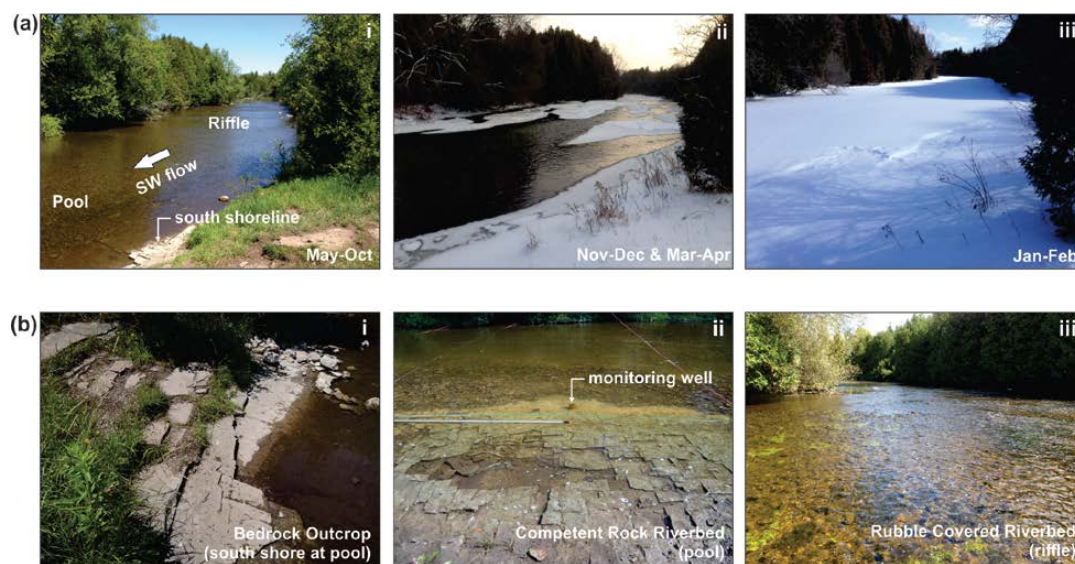 (a)
i
Riffle
SW flow
Pool
south shoreline
May-Oct
ii
Nov-Dec & Mar-Apr
iii
Jan-Feb
(b)
i
Bedrock Outcrop
(south shore at pool)
ii
monitoring well
Competent Rock Riverbed
(pool)
iii
Rubble Covered Riverbed
(riffle)